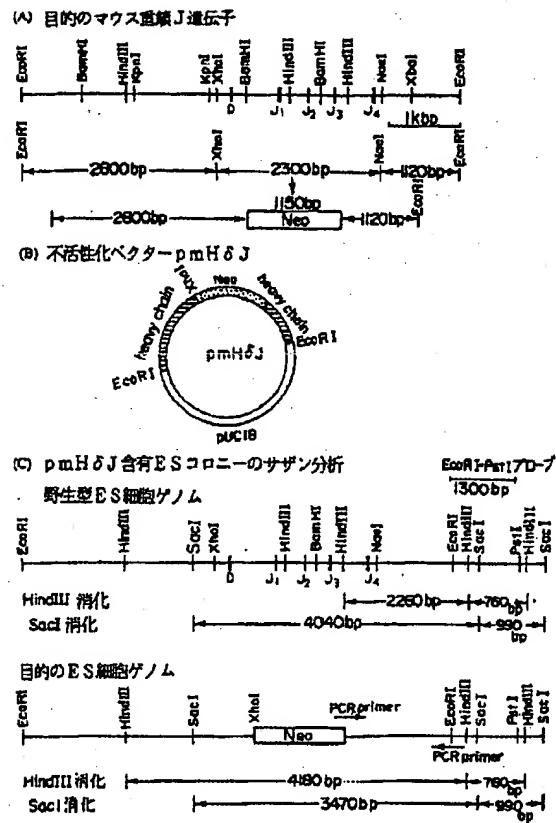 (A) 目的のマウス重鎖J遺伝子
EcoRI BamHI HindIII KpnI KpnI XhoI BamHI HindIII BamHI HindIII NaeI XbaI EcoRI
D J1 J2 J3 J4
1kbp
EcoRI XhoI NaeI EcoRI
2800bp 2300bp 1120bp
1150bp EcoRI
2800bp Neo 1120bp
(B) 不活性化ベクターpmHδJ
XhoI Neo
heavy chain heavy chain
EcoRI EcoRI
pmHδJ
pUC18
(C) pmHδJ含有ESコロニーのサザン分析
EcoRI-PstIプローブ
野生型ES細胞ゲノム
1300bp
EcoRI HindIII SacI XhoI HindIII BamHI HindIII NaeI EcoRI HindIII SacI PstI HindIII SacI
D J1 J2 J3 J4
HindIII 消化 2260bp 760bp
SacI 消化 4040bp 990bp
目的のES細胞ゲノム
EcoRI HindIII SacI XhoI Neo PCR primer EcoRI HindIII SacI PstI HindIII SacI
PCR primer
HindIII 消化 4180bp 760bp
SacI 消化 3470bp 990bp